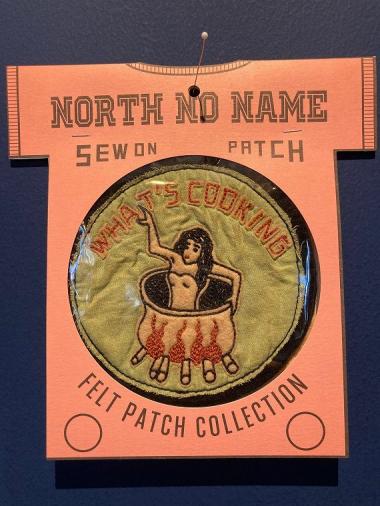 NORTH NO NAME
SEW ON PATCH
WHAT'S COOKING
FELT PATCH COLLECTION